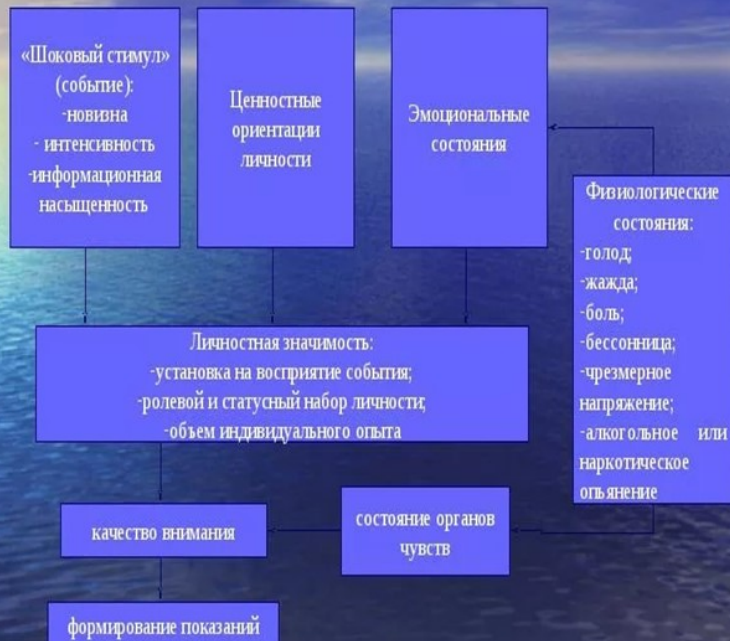 «Шоковый стимул»
(событие):
-новизна
- интенсивность
-информационная
насыщенность
Ценностные
ориентации
личности
Эмоциональные
состояния
Физиологические
состояния:
-голод;
-жажда;
-боль;
-бессонница;
-чрезмерное
напряжение;
-алкогольное или
наркотическое
опьянение
Личностная значимость:
-установка на восприятие события;
-ролевой и статусный набор личности;
-объем индивидуального опыта
состояние органов
чувств
качество внимания
формирование показаний